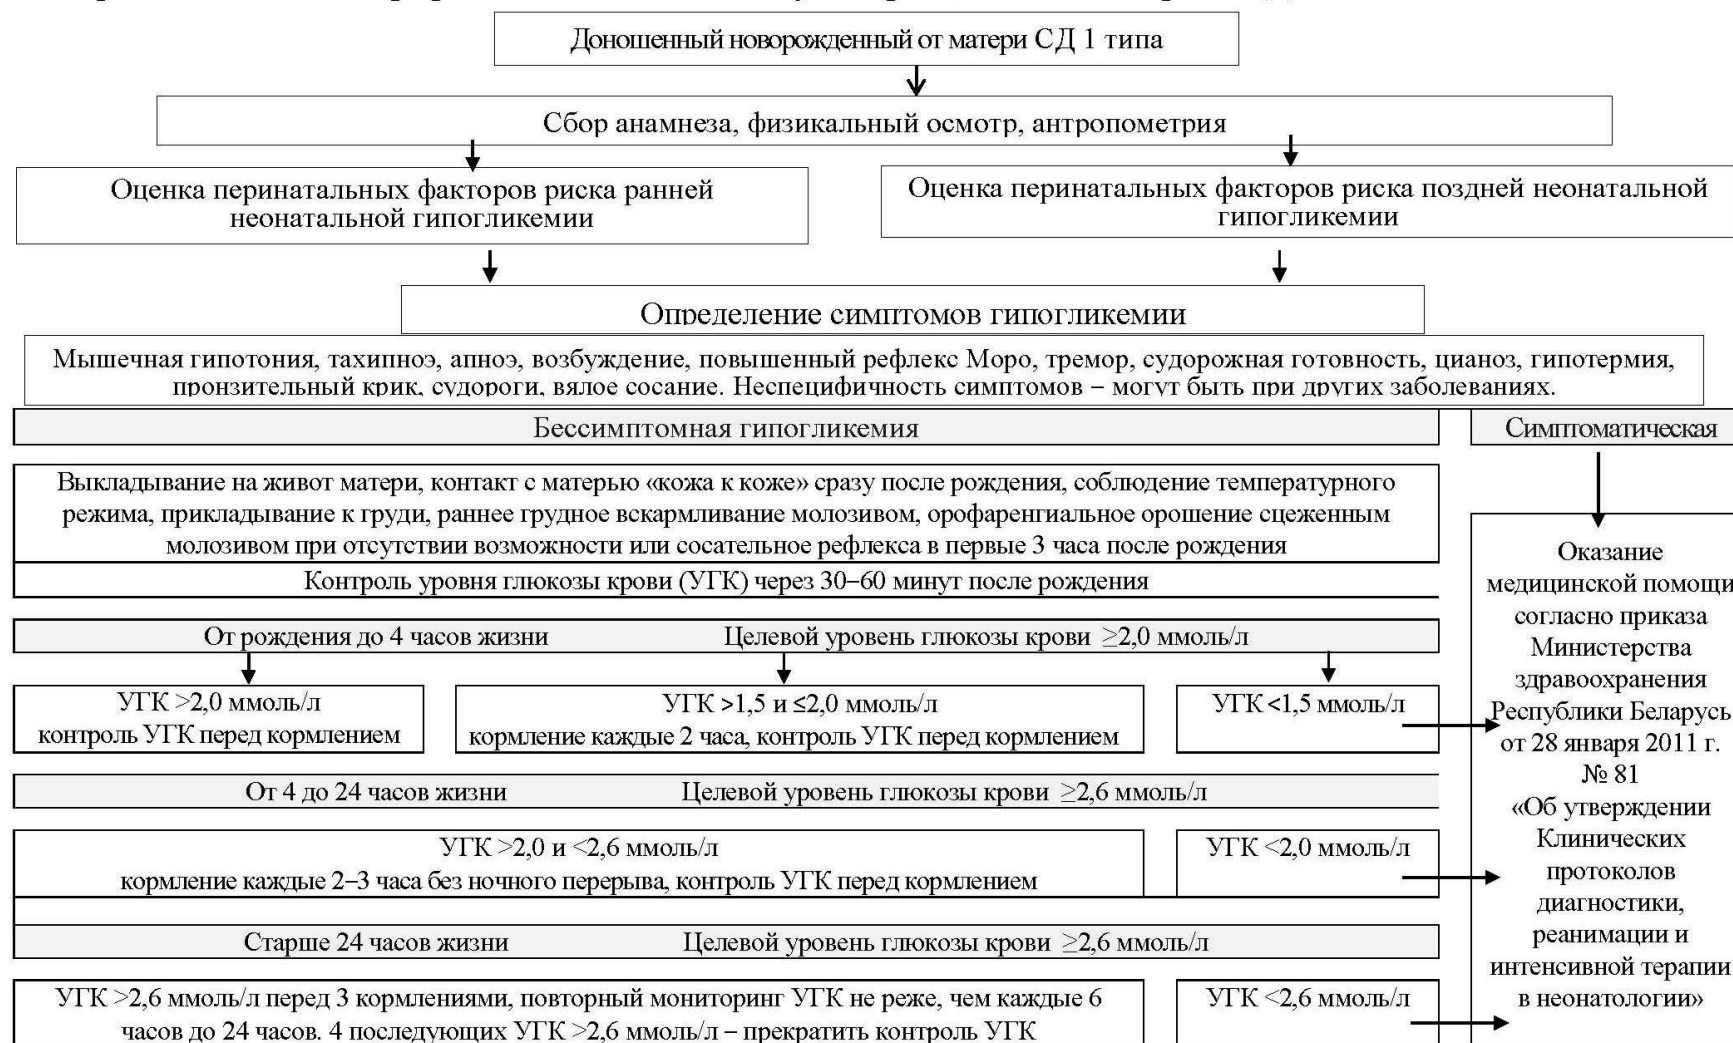 Доношенный новорожденный от матери СД 1 типа
Сбор анамнеза, физикальный осмотр, антропометрия
Оценка перинатальных факторов риска ранней
неонатальной гипогликемии
Оценка перинатальных факторов риска поздней неонатальной
гипогликемии
Определение симптомов гипогликемии
Мышечная гипотония, тахипноэ, апноэ, возбуждение, повышенный рефлекс Моро, тремор, судорожная готовность, цианоз, гипотермия,
пронзительный крик, судороги, вялое сосание. Неспецифичность симптомов – могут быть при других заболеваниях.
Бессимптомная гипогликемия
Симптоматическая
Выкладывание на живот матери, контакт с матерью «кожа к коже» сразу после рождения, соблюдение температурного
режима, прикладывание к груди, раннее грудное вскармливание молозивом, орофаренгиальное орошение сцеженным
молозивом при отсутствии возможности или сосательное рефлекса в первые 3 часа после рождения
Контроль уровня глюкозы крови (УГК) через 30–60 минут после рождения
От рождения до 4 часов жизни Целевой уровень глюкозы крови ≥2,0 ммоль/л
УГК >2,0 ммоль/л
контроль УГК перед кормлением
УГК >1,5 и ≤2,0 ммоль/л
кормление каждые 2 часа, контроль УГК перед кормлением
УГК <1,5 ммоль/л
От 4 до 24 часов жизни Целевой уровень глюкозы крови ≥2,6 ммоль/л
УГК >2,0 и <2,6 ммоль/л
кормление каждые 2–3 часа без ночного перерыва, контроль УГК перед кормлением
УГК <2,0 ммоль/л
Старше 24 часов жизни Целевой уровень глюкозы крови ≥2,6 ммоль/л
УГК >2,6 ммоль/л перед 3 кормлениями, повторный мониторинг УГК не реже, чем каждые 6
часов до 24 часов. 4 последующих УГК >2,6 ммоль/л – прекратить контроль УГК
УГК <2,6 ммоль/л
Оказание
медицинской помощи
согласно приказа
Министерства
здравоохранения
Республики Беларусь
от 28 января 2011 г.
№ 81
«Об утверждении
Клинических
протоколов
диагностики,
реанимации и
интенсивной терапии
в неонатологии»